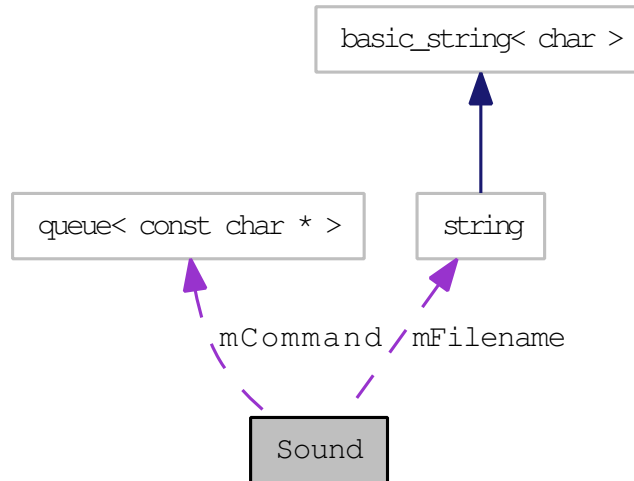 basic_string< char >
queue< const char * >
string
mCommand
mFilename
Sound